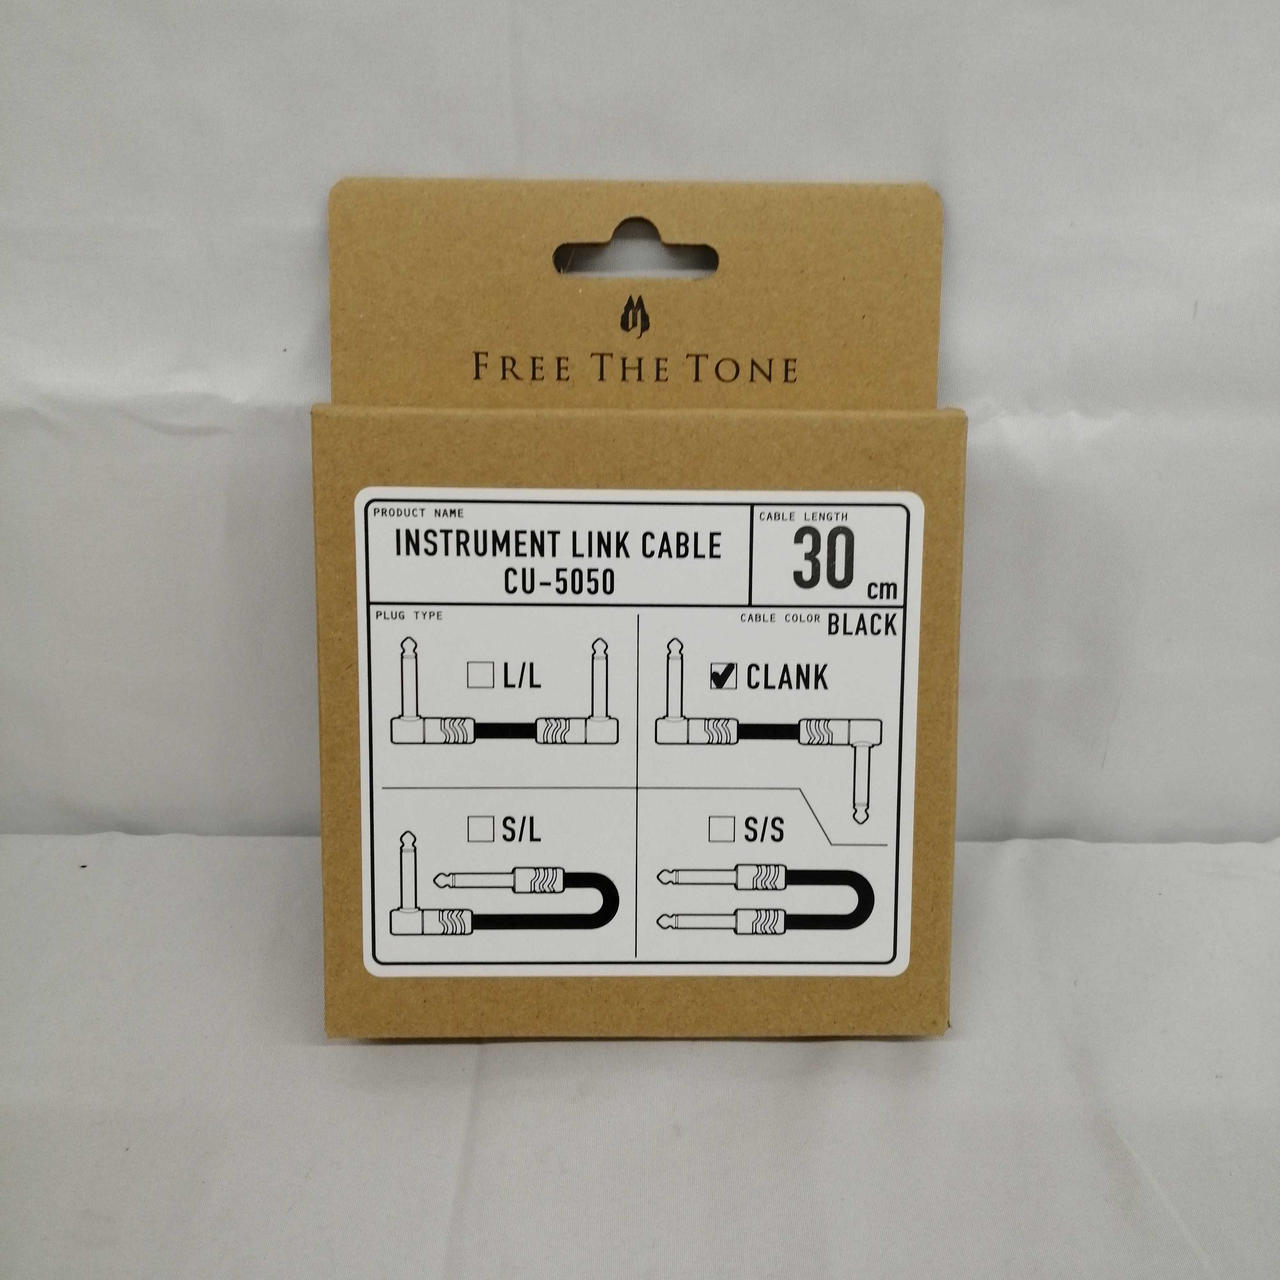 FREE THE TONE
PRODUCT NAME
INSTRUMENT LINK CABLE
CU-5050
CABLE LENGTH
30 cm
PLUG TYPE
CABLE COLOR BLACK
L/L
CLANK
S/L
S/S